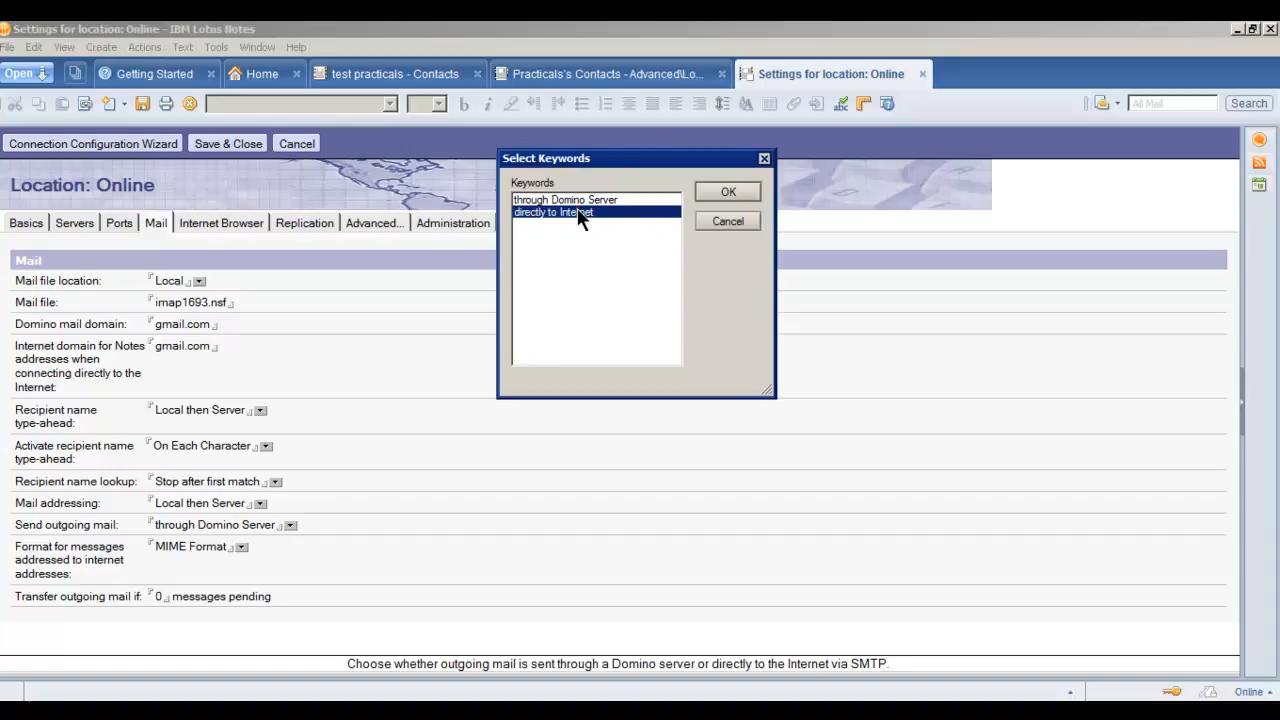 Settings for location: Online - IBM Lotus Notes
File Edit View Create Actions Text Tools Window Help
Open Getting Started Home test practicals - Contacts Practicals's Contacts - Advanced\Lo... Settings for location: Online
All Mail Search
Connection Configuration Wizard Save & Close Cancel
Location: Online
Basics Servers Ports Mail Internet Browser Replication Advanced... Administration
Select Keywords
Keywords
through Domino Server
directly to Internet
OK
Cancel
Mail
Mail file location: Local
Mail file: imap1693.nsf
Domino mail domain: gmail.com
Internet domain for Notes gmail.com
addresses when
connecting directly to the
Internet:
Recipient name Local then Server
type-ahead:
Activate recipient name On Each Character
type-ahead:
Recipient name lookup: Stop after first match
Mail addressing: Local then Server
Send outgoing mail: through Domino Server
Format for messages MIME Format
addressed to internet
addresses:
Transfer outgoing mail if: 0 messages pending
Choose whether outgoing mail is sent through a Domino server or directly to the Internet via SMTP.
Online